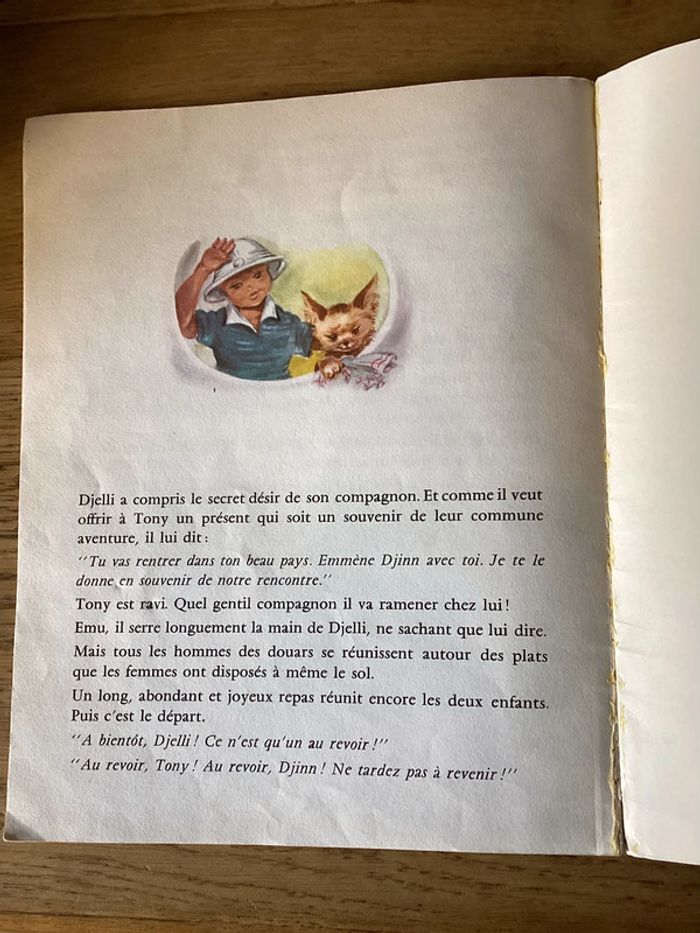 Djelli a compris le secret désir de son compagnon. Et comme il veut
offrir à Tony un présent qui soit un souvenir de leur commune
aventure, il lui dit :
‘‘Tu vas rentrer dans ton beau pays. Emmène Djinn avec toi. Je te le
donne en souvenir de notre rencontre.’’
Tony est ravi. Quel gentil compagnon il va ramener chez lui !
Emu, il serre longuement la main de Djelli, ne sachant que lui dire.
Mais tous les hommes des douars se réunissent autour des plats
que les femmes ont disposés à même le sol.
Un long, abondant et joyeux repas réunit encore les deux enfants.
Puis c'est le départ.
‘‘A bientôt, Djelli ! Ce n'est qu'un au revoir !’’
‘‘Au revoir, Tony ! Au revoir, Djinn ! Ne tardez pas à revenir !’’